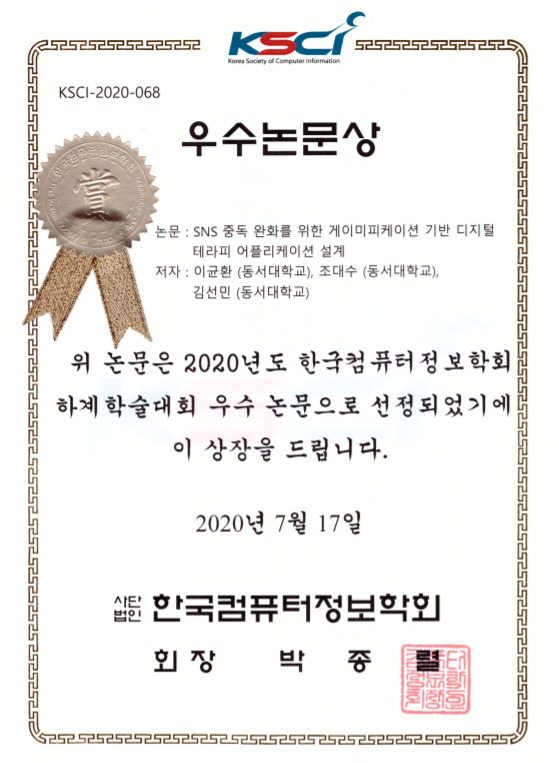 KSCI
Korea Society of Computer Information
KSCI-2020-068
우수논문상
賞
논문 : SNS 중독 완화를 위한 게이미피케이션 기반 디지털
테라피 어플리케이션 설계
저자 : 이균환 (동서대학교), 조대수 (동서대학교),
김선민 (동서대학교)
위 논문은 2020년도 한국컴퓨터정보학회
하계학술대회 우수 논문으로 선정되었기에
이 상장을 드립니다.
2020년 7월 17일
사단법인 한국컴퓨터정보학회
회장 박종렬